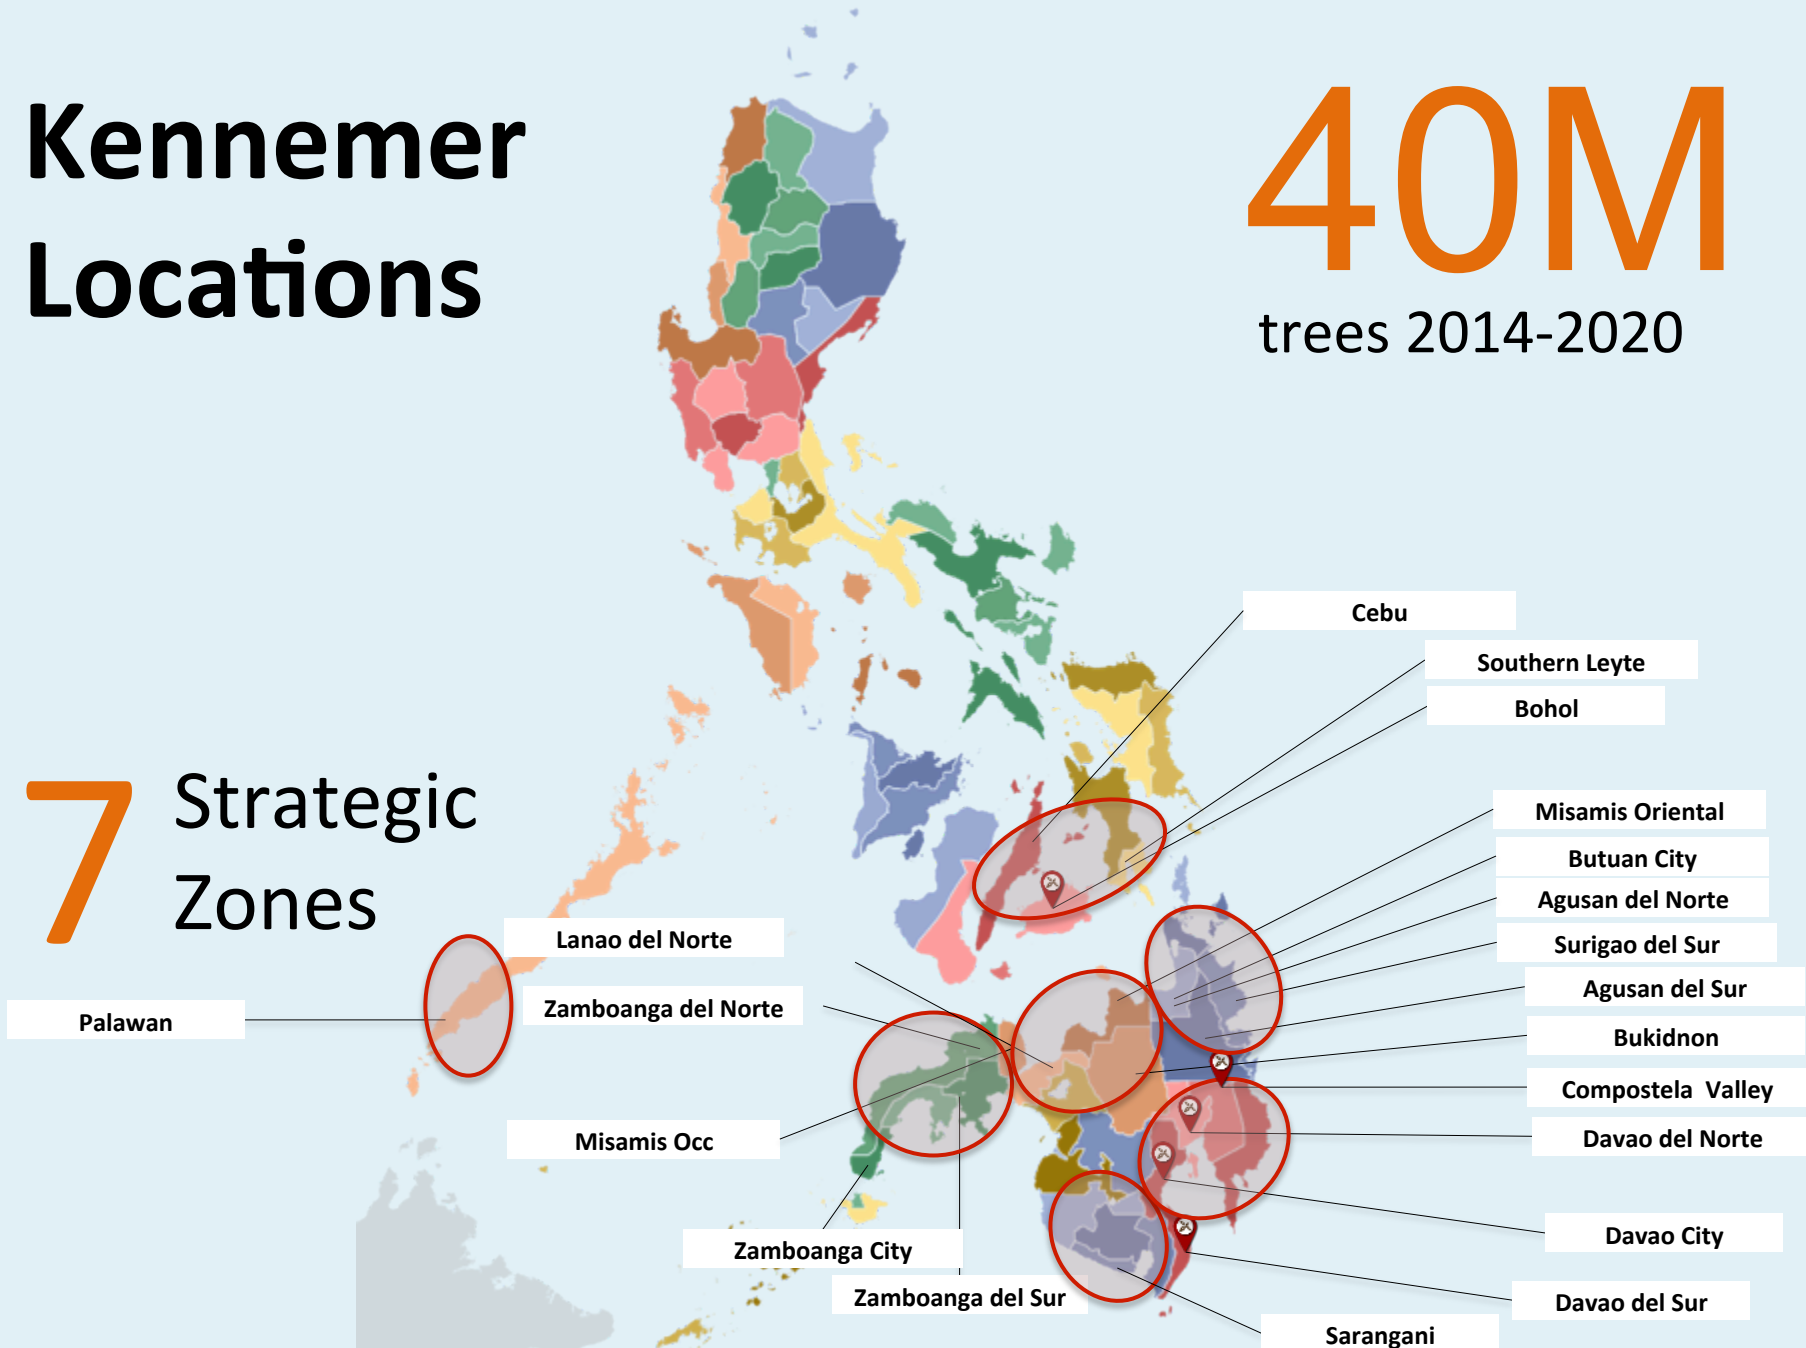 Kennemer
Locations
40M
trees 2014-2020
7
Strategic
Zones
Cebu
Southern Leyte
Bohol
Misamis Oriental
Butuan City
Agusan del Norte
Surigao del Sur
Agusan del Sur
Bukidnon
Compostela Valley
Davao del Norte
Davao City
Davao del Sur
Sarangani
Lanao del Norte
Zamboanga del Norte
Palawan
Misamis Occ
Zamboanga City
Zamboanga del Sur